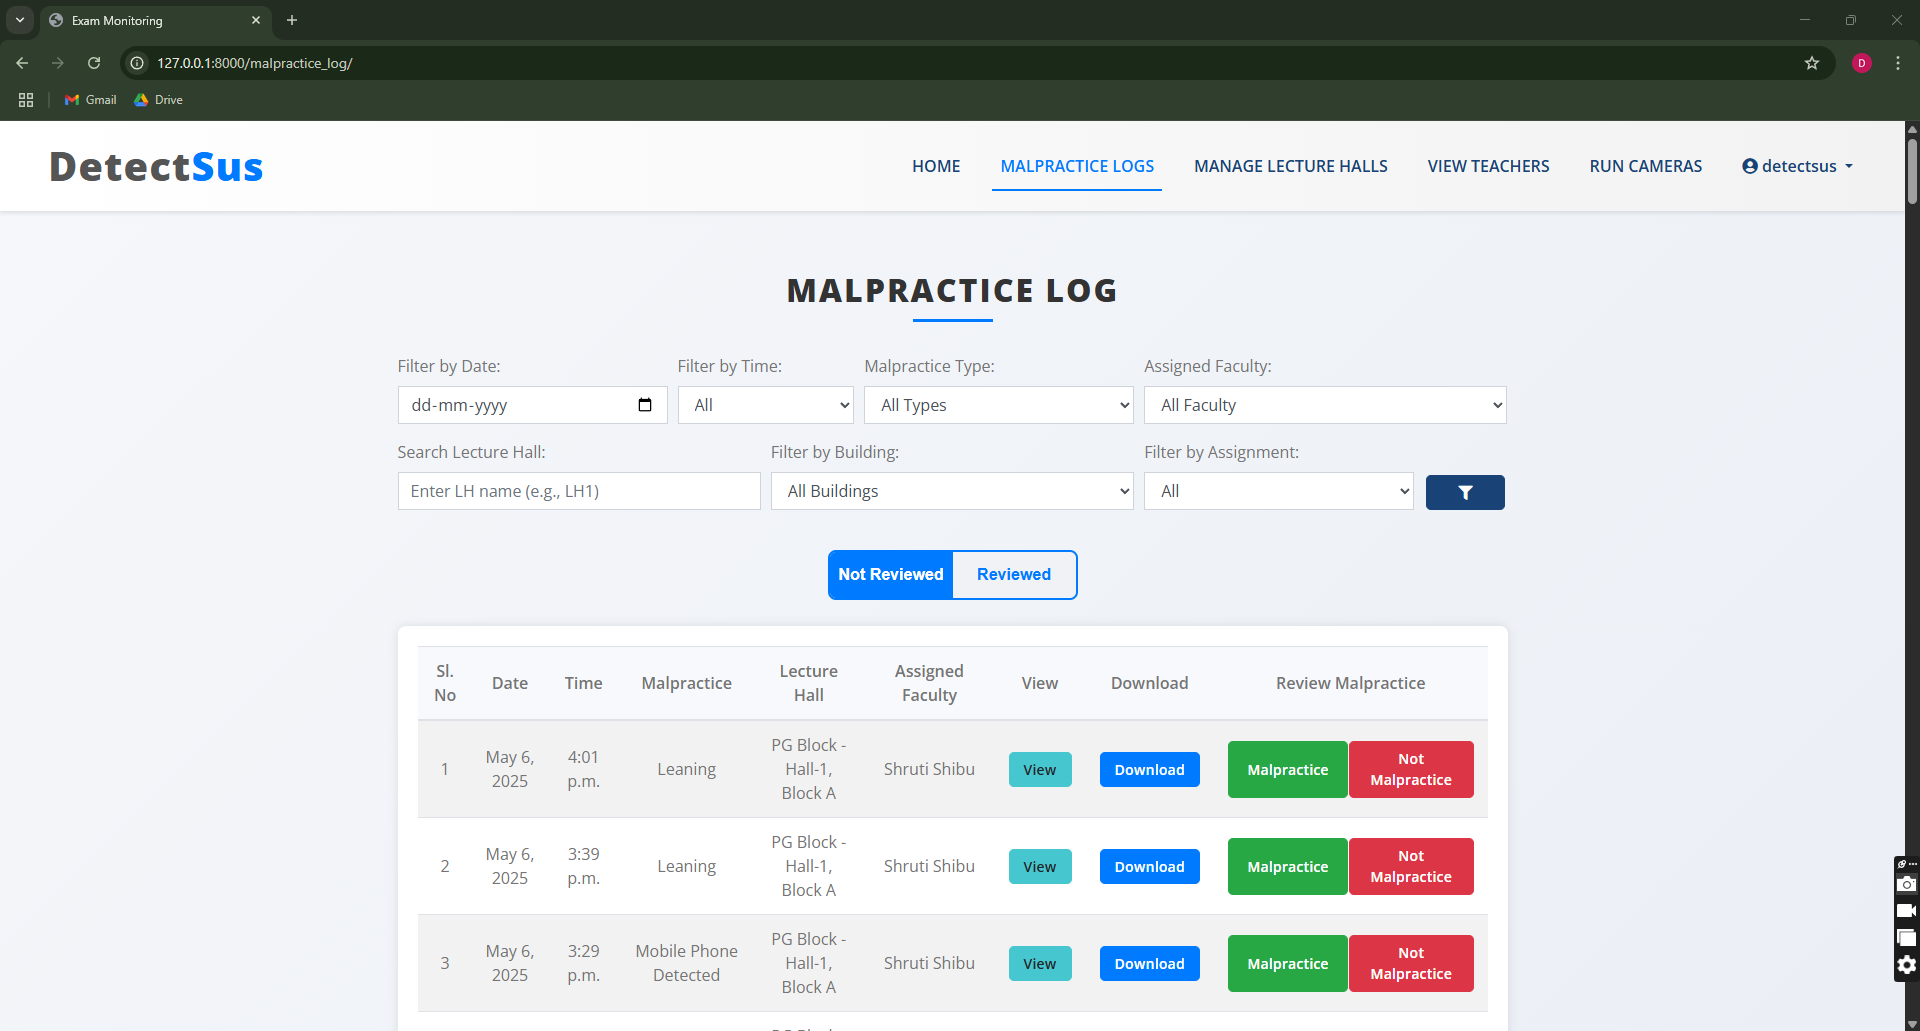 Exam Monitoring
127.0.0.1:8000/malpractice_log/
D
Gmail
Drive
DetectSus
HOME
MALPRACTICE LOGS
MANAGE LECTURE HALLS
VIEW TEACHERS
RUN CAMERAS
detectsus
MALPRACTICE LOG
Filter by Date:
Filter by Time:
Malpractice Type:
Assigned Faculty:
dd-mm-yyyy
All
All Types
All Faculty
Search Lecture Hall:
Filter by Building:
Filter by Assignment:
Enter LH name (e.g., LH1)
All Buildings
All
Not Reviewed
Reviewed
Sl.
No
Date
Time
Malpractice
Lecture
Hall
Assigned
Faculty
View
Download
Review Malpractice
1
May 6,
2025
4:01
p.m.
Leaning
PG Block -
Hall-1,
Block A
Shruti Shibu
View
Download
Malpractice
Not
Malpractice
2
May 6,
2025
3:39
p.m.
Leaning
PG Block -
Hall-1,
Block A
Shruti Shibu
View
Download
Malpractice
Not
Malpractice
3
May 6,
2025
3:29
p.m.
Mobile Phone
Detected
PG Block -
Hall-1,
Block A
Shruti Shibu
View
Download
Malpractice
Not
Malpractice